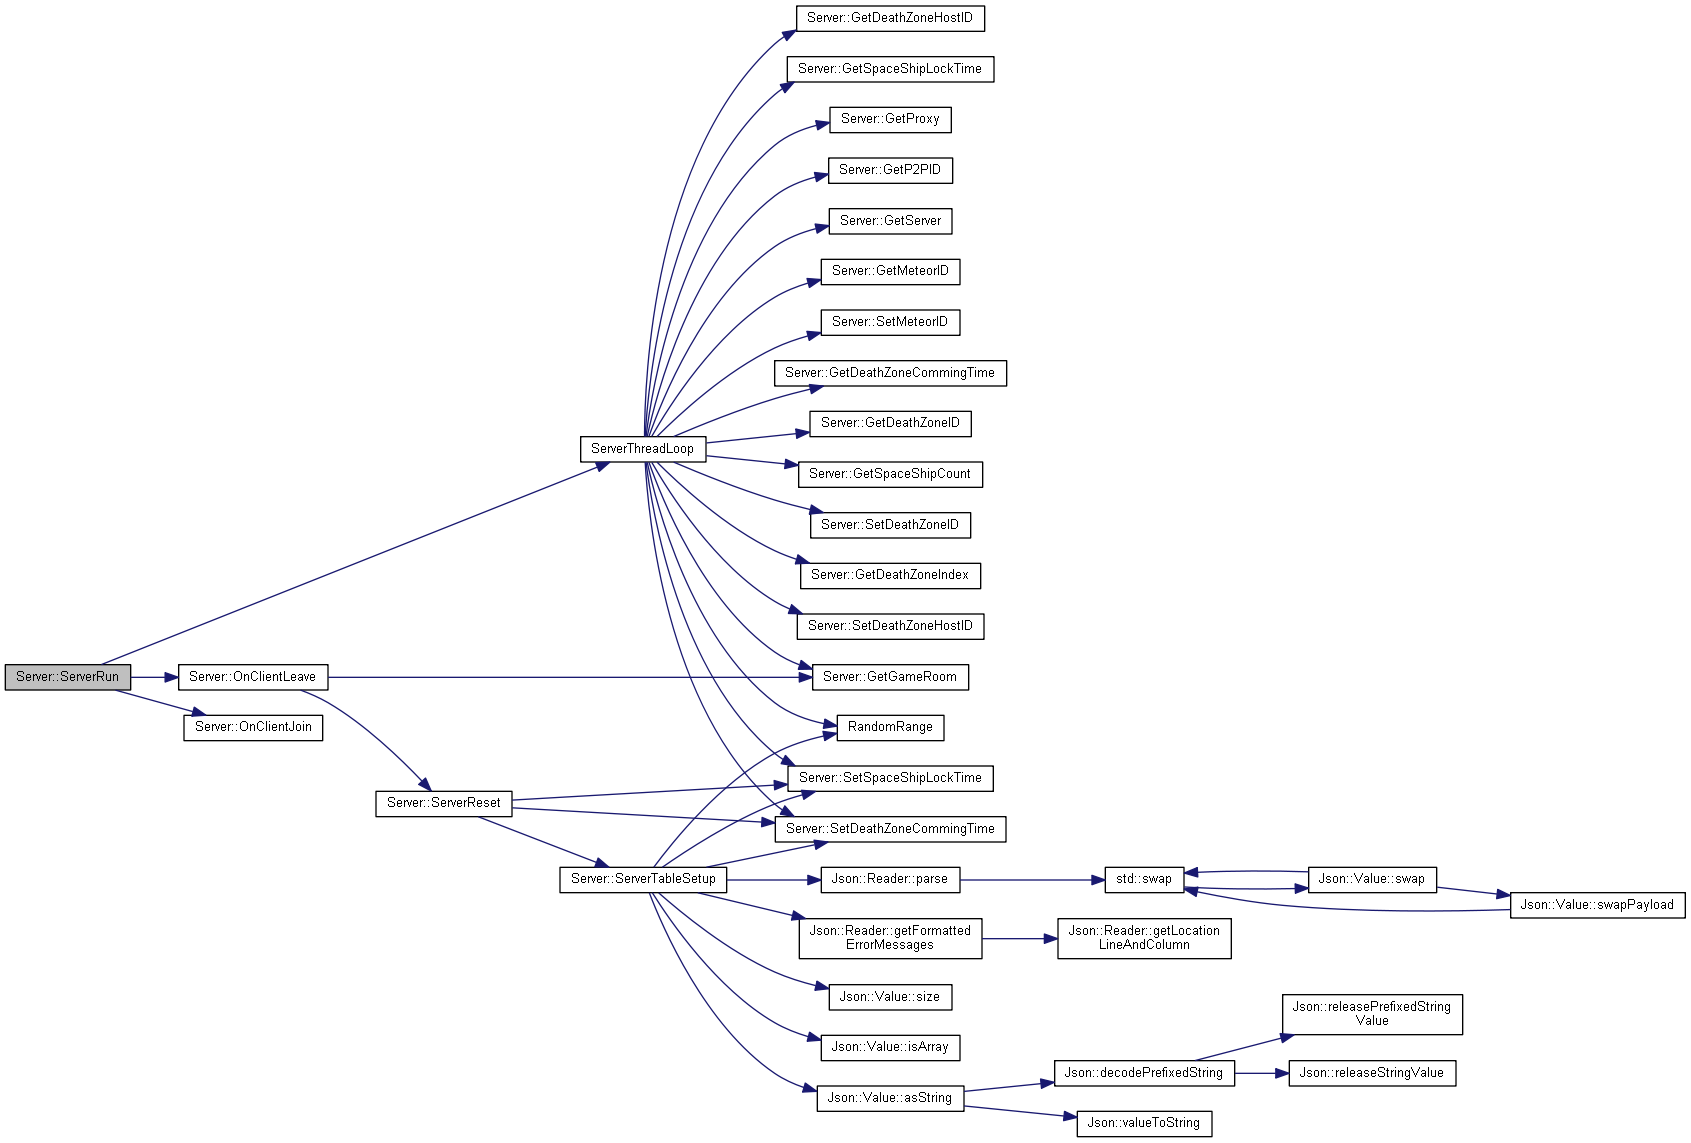 Server::GetDeathZoneHostID
Server::GetSpaceShipLockTime
Server::GetProxy
Server::GetP2PID
Server::GetServer
Server::GetMeteorID
Server::SetMeteorID
Server::GetDeathZoneCommingTime
Server::GetDeathZoneID
ServerThreadLoop
Server::GetSpaceShipCount
Server::SetDeathZoneID
Server::GetDeathZoneIndex
Server::SetDeathZoneHostID
Server::ServerRun
Server::OnClientLeave
Server::GetGameRoom
Server::OnClientJoin
RandomRange
Server::SetSpaceShipLockTime
Server::ServerReset
Server::SetDeathZoneCommingTime
Server::ServerTableSetup
Json::Reader::parse
std::swap
Json::Value::swap
Json::Value::swapPayload
Json::Reader::getFormatted
ErrorMessages
Json::Reader::getLocation
LineAndColumn
Json::Value::size
Json::releasePrefixedString
Value
Json::Value::isArray
Json::decodePrefixedString
Json::releaseStringValue
Json::Value::asString
Json::valueToString